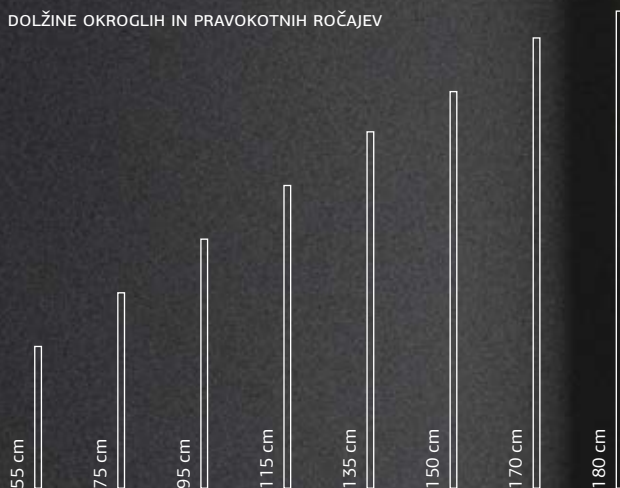 DOLŽINE OKROGLIH IN PRAVOKOTNIH ROČAJEV
55 cm
75 cm
95 cm
115 cm
135 cm
150 cm
170 cm
180 cm